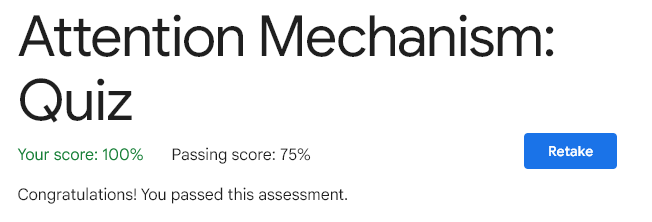 Attention Mechanism:
Quiz
Your score: 100% Passing score: 75%
Retake
Congratulations! You passed this assessment.